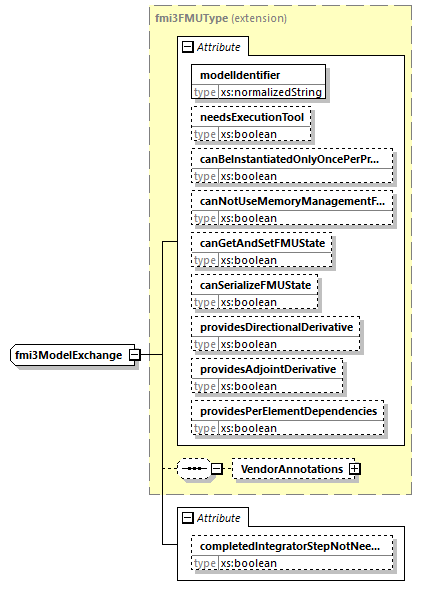 fmi3FMUType (extension)
Attribute
modelIdentifier
type xs:normalizedString
needsExecutionTool
type xs:boolean
canBeInstantiatedOnlyOncePerPr...
type xs:boolean
canNotUseMemoryManagementF...
type xs:boolean
canGetAndSetFMUState
type xs:boolean
canSerializeFMUState
type xs:boolean
providesDirectionalDerivative
type xs:boolean
fmi3ModelExchange
providesAdjointDerivative
type xs:boolean
providesPerElementDependencies
type xs:boolean
VendorAnnotations
Attribute
completedIntegratorStepNotNee...
type xs:boolean